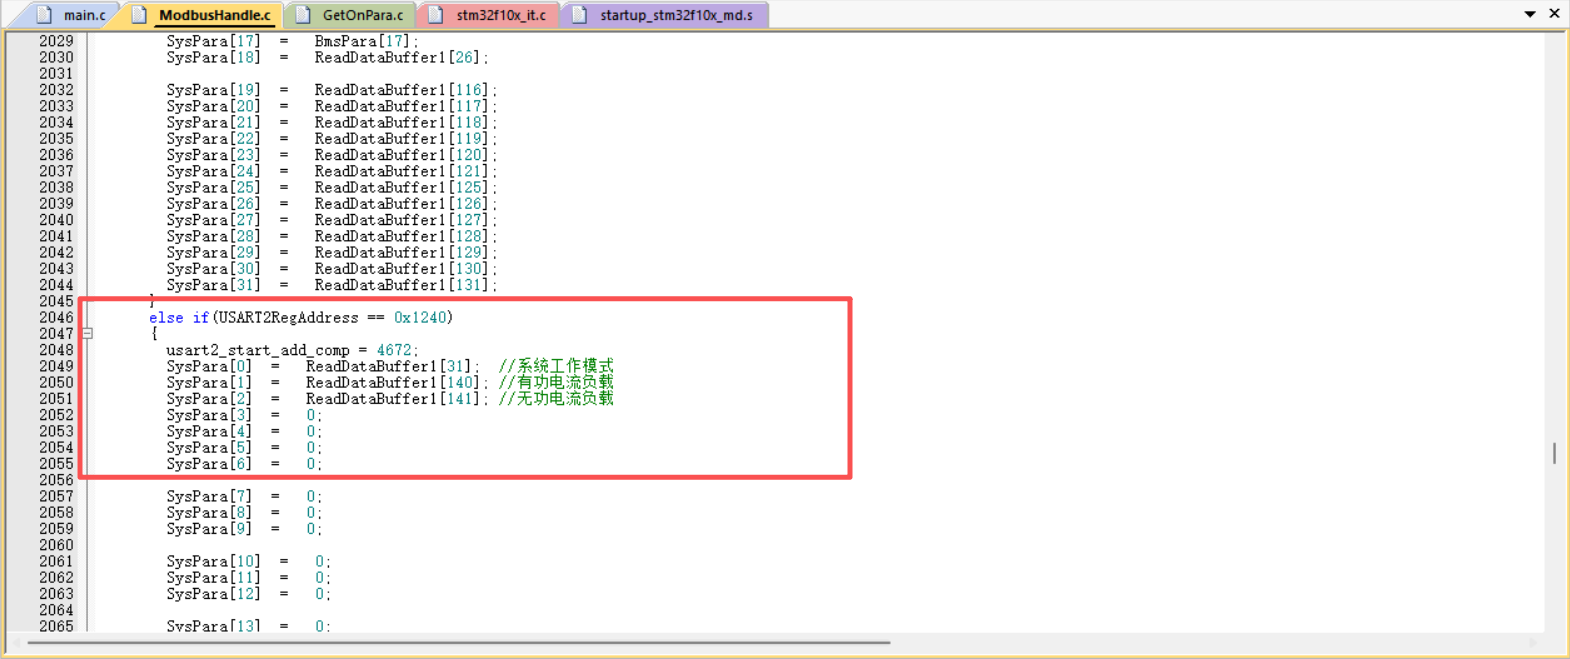 main.c ModbusHandle.c GetOnPara.c stm32f10x_it.c startup_stm32f10x_md.s
2029 SysPara[17] = BmsPara[17];
2030 SysPara[18] = ReadDataBuffer1[26];
2031
2032 SysPara[19] = ReadDataBuffer1[116];
2033 SysPara[20] = ReadDataBuffer1[117];
2034 SysPara[21] = ReadDataBuffer1[118];
2035 SysPara[22] = ReadDataBuffer1[119];
2036 SysPara[23] = ReadDataBuffer1[120];
2037 SysPara[24] = ReadDataBuffer1[121];
2038 SysPara[25] = ReadDataBuffer1[125];
2039 SysPara[26] = ReadDataBuffer1[126];
2040 SysPara[27] = ReadDataBuffer1[127];
2041 SysPara[28] = ReadDataBuffer1[128];
2042 SysPara[29] = ReadDataBuffer1[129];
2043 SysPara[30] = ReadDataBuffer1[130];
2044 SysPara[31] = ReadDataBuffer1[131];
2045 }
2046 else if(USART2RegAddress == 0x1240)
2047 {
2048 usart2_start_add_comp = 4672;
2049 SysPara[0] = ReadDataBuffer1[31]; //系统工作模式
2050 SysPara[1] = ReadDataBuffer1[140]; //有功电流负载
2051 SysPara[2] = ReadDataBuffer1[141]; //无功电流负载
2052 SysPara[3] = 0;
2053 SysPara[4] = 0;
2054 SysPara[5] = 0;
2055 SysPara[6] = 0;
2056
2057 SysPara[7] = 0;
2058 SysPara[8] = 0;
2059 SysPara[9] = 0;
2060
2061 SysPara[10] = 0;
2062 SysPara[11] = 0;
2063 SysPara[12] = 0;
2064
2065 SysPara[13] = 0;